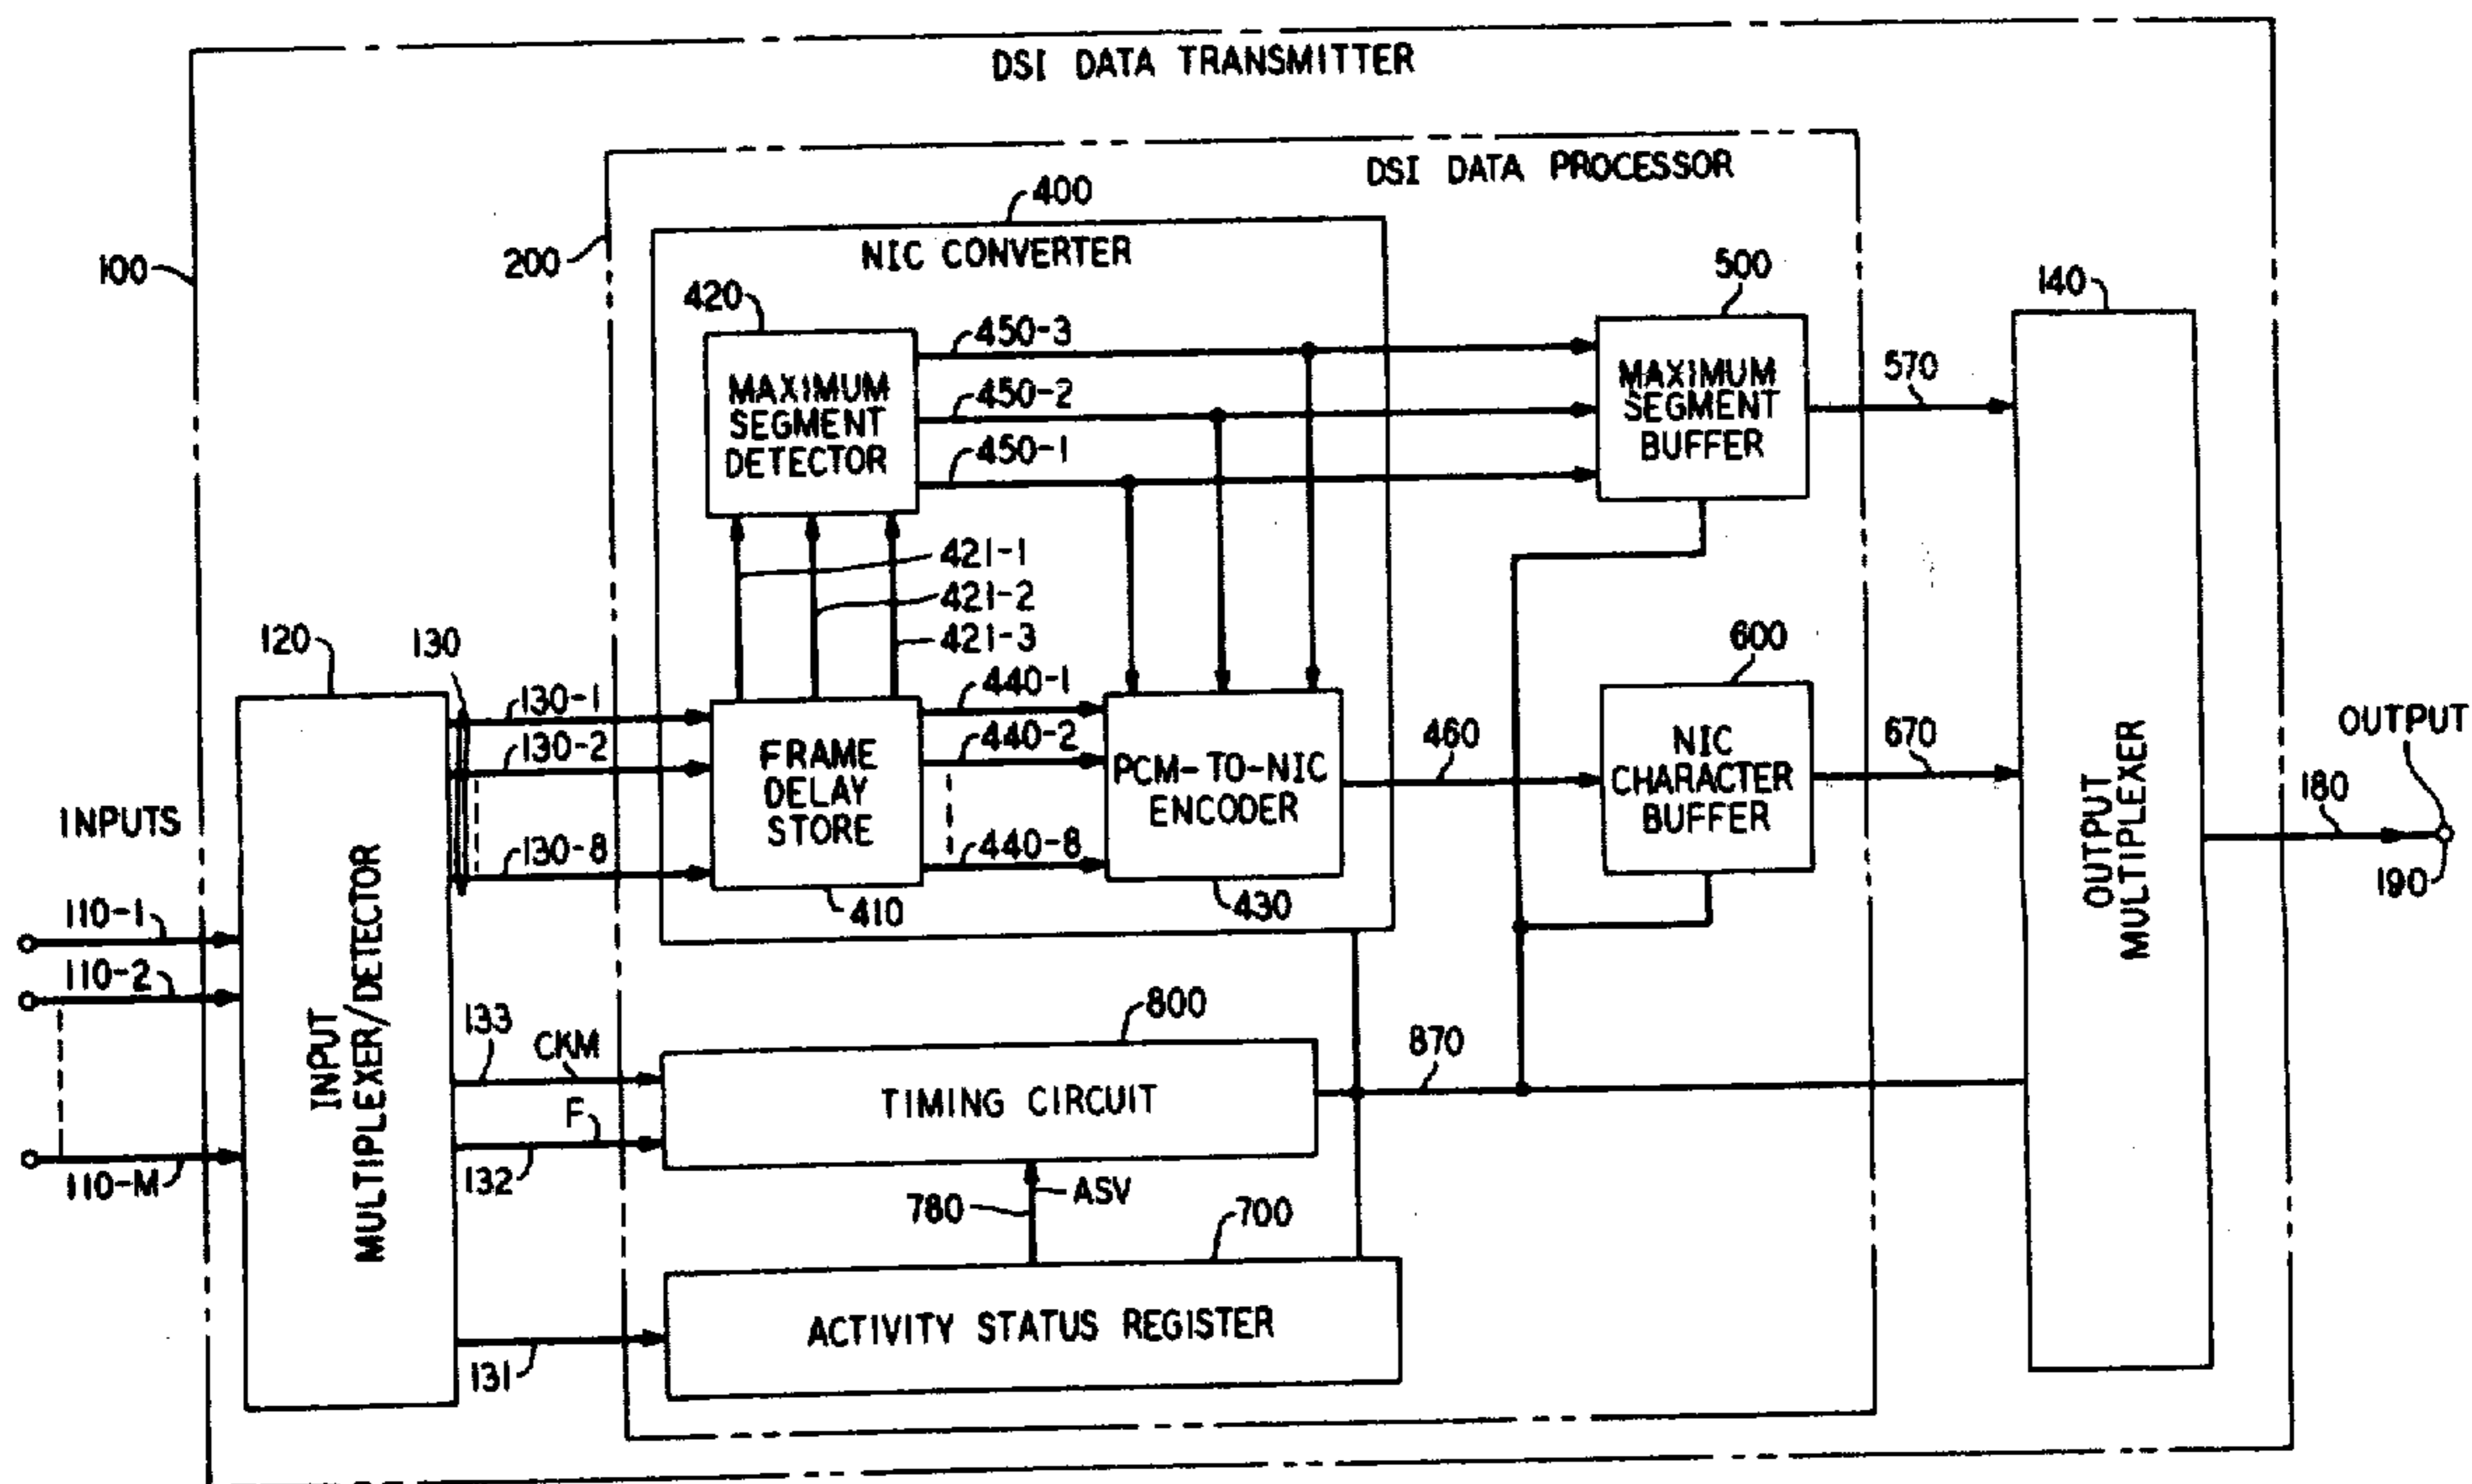 DSI DATA TRANSMITTER
DSI DATA PROCESSOR
400
NIC CONVERTER
100
200
500
140
420
450-3
450-2
450-1
MAXIMUM
SEGMENT
DETECTOR
MAXIMUM
SEGMENT
BUFFER
570
421-1
421-2
421-3
120
130
600
130-1
130-2
130-8
440-1
440-2
440-8
FRAME
DELAY
STORE
PCM-TO-NIC
ENCODER
460
NIC
CHARACTER
BUFFER
670
OUTPUT
180
190
INPUTS
410
430
110-1
110-2
110-M
INPUT
MULTIPLEXER/DETECTOR
OUTPUT
MULTIPLEXER
133
CKM
800
870
F
132
TIMING CIRCUIT
780
ASV
700
131
ACTIVITY STATUS REGISTER